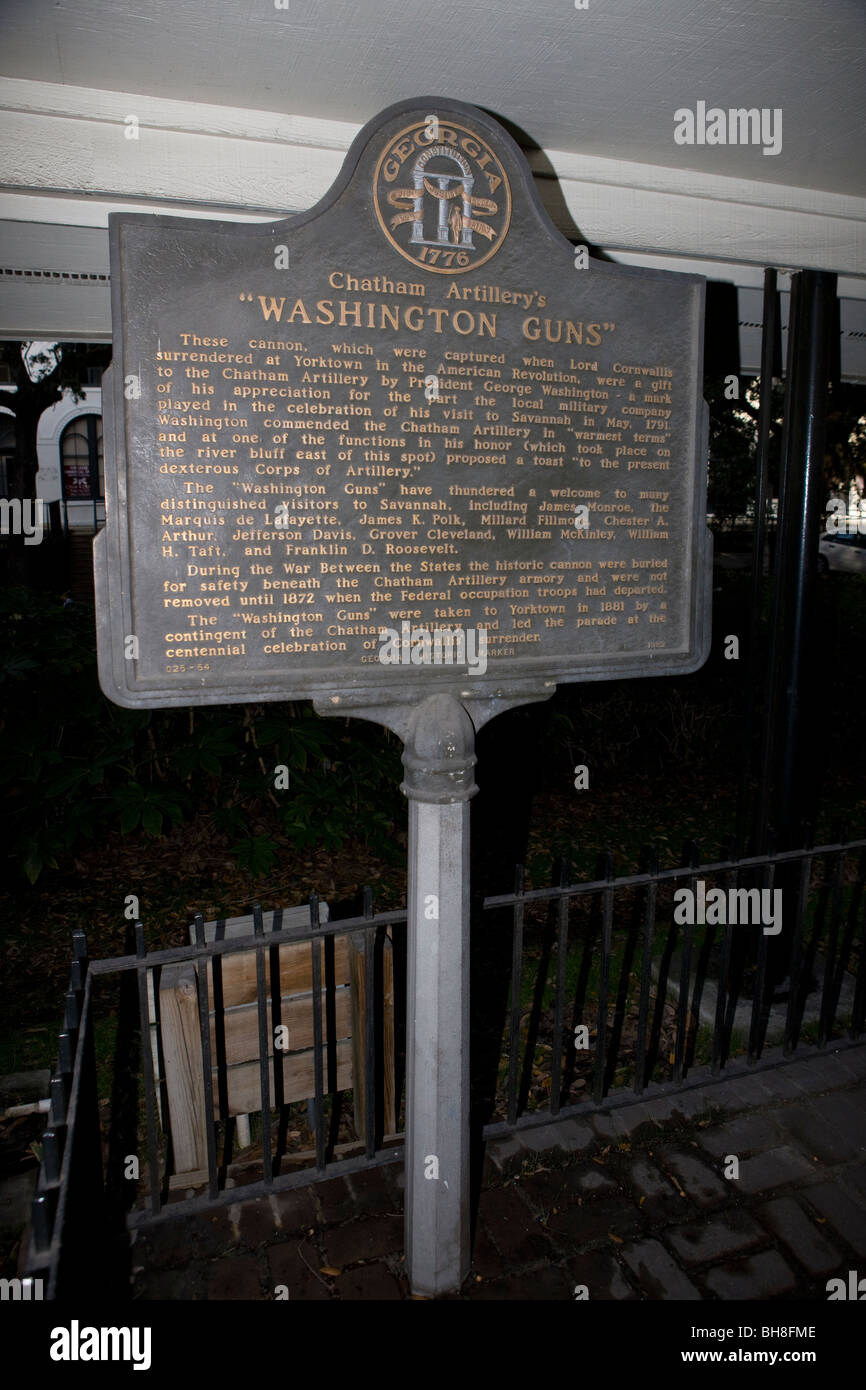 GEORGIA
CONSTITUTION
1776
Chatham Artillery's
"WASHINGTON GUNS"
These cannon, which were captured when Lord Cornwallis
surrendered at Yorktown in the American Revolution, were a gift
to the Chatham Artillery by President George Washington - a mark
of his appreciation for the part the local military company
played in the celebration of his visit to Savannah in May, 1791.
Washington commended the Chatham Artillery in "warmest terms"
and at one of the functions in his honor (which took place on
the river bluff east of this spot) proposed a toast "to the present
dexterous Corps of Artillery."
The "Washington Guns" have thundered a welcome to many
distinguished visitors to Savannah, including James Monroe, the
Marquis de Lafayette, James K. Polk, Millard Fillmore, Chester A.
Arthur, Jefferson Davis, Grover Cleveland, William McKinley, William
H. Taft, and Franklin D. Roosevelt.
During the War Between the States the historic cannon were buried
for safety beneath the Chatham Artillery armory and were not
removed until 1872 when the Federal occupation troops had departed.
The "Washington Guns" were taken to Yorktown in 1881 by a
contingent of the Chatham Artillery and led the parade at the
centennial celebration of Cornwallis' surrender.
025-54 GEORGIA HISTORIC MARKER
alamy
alamy
alamy
alamy
alamy
alamy
Image ID: BH8FME
www.alamy.com